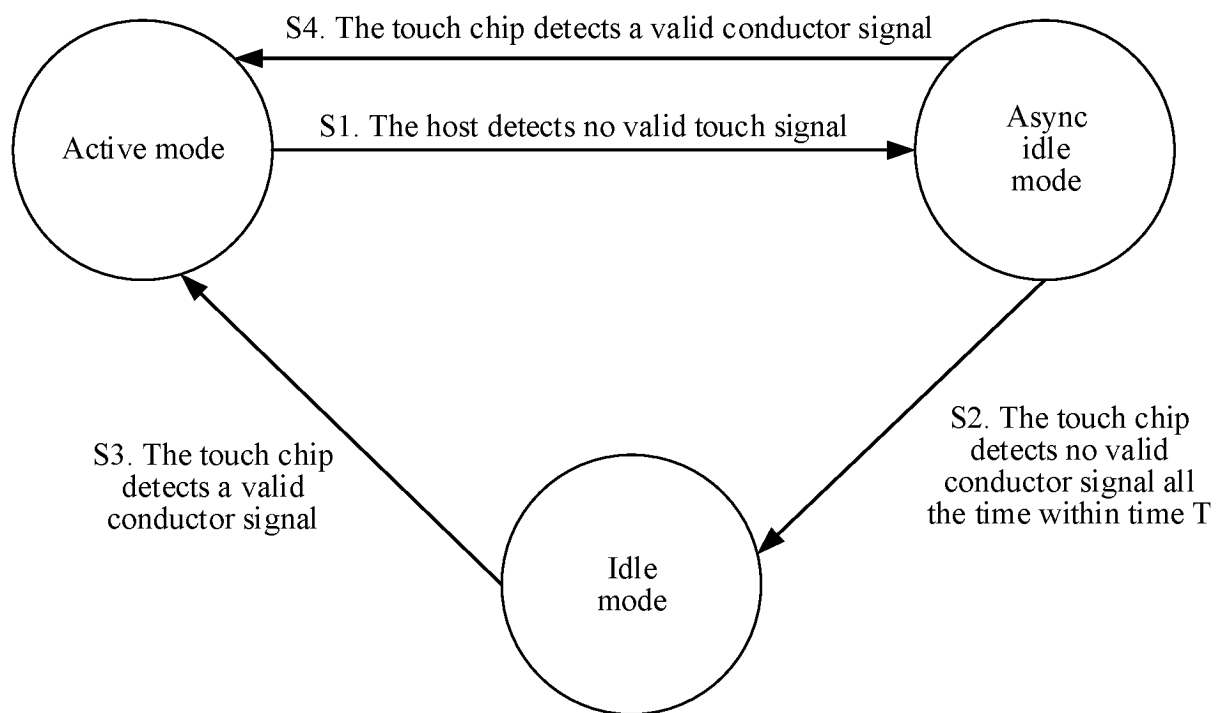 S4. The touch chip detects a valid conductor signal
S1. The host detects no valid touch signal
Active mode
Async
idle
mode
S3. The touch chip
detects a valid
conductor signal
S2. The touch chip
detects no valid
conductor signal all
the time within time T
Idle
mode